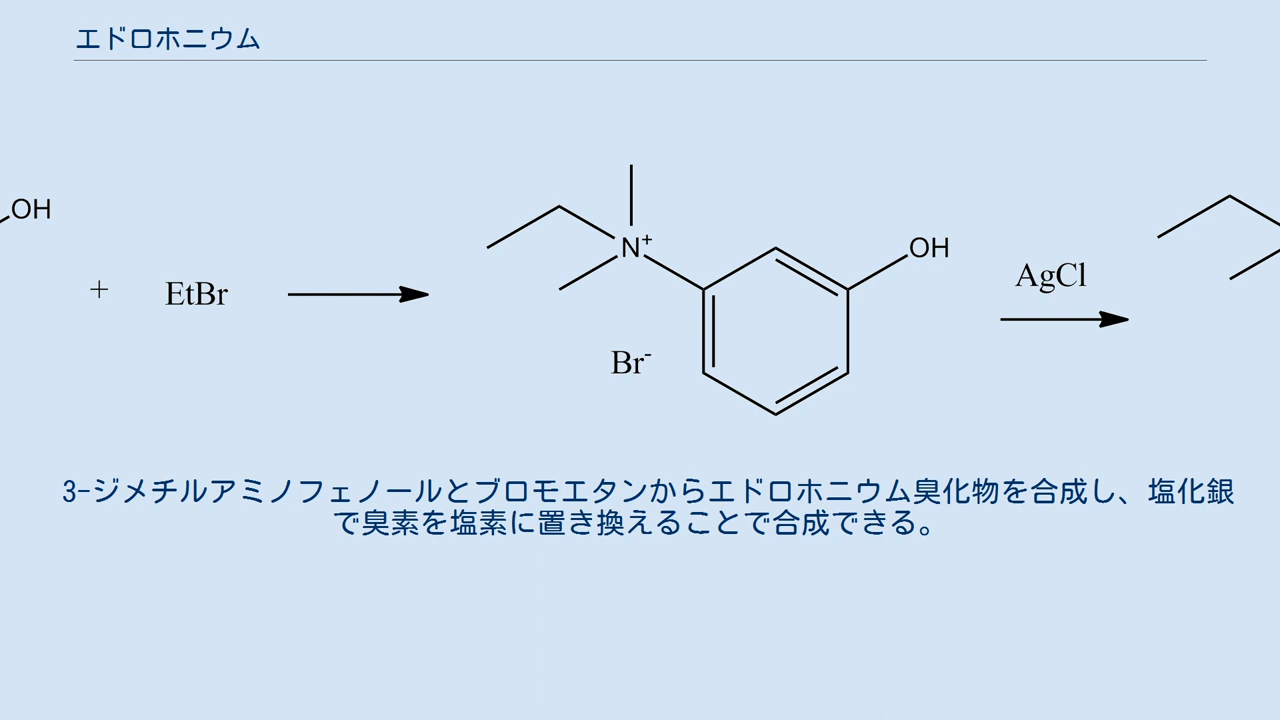 エドロホニウム
OH
+
EtBr
N+
OH
Br-
AgCl
3-ジメチルアミノフェノールとブロモエタンからエドロホニウム臭化物を合成し、塩化銀
で臭素を塩素に置き換えることで合成できる。